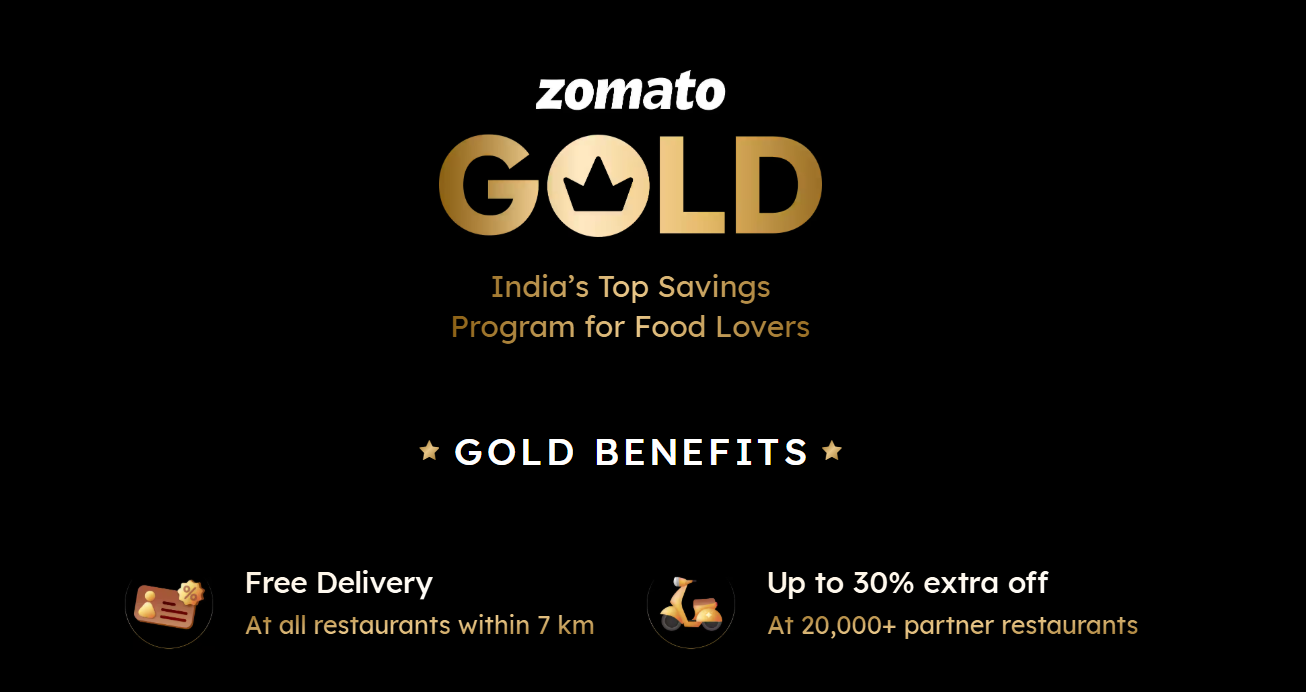 zomato
GOLD
India’s Top Savings
Program for Food Lovers
GOLD BENEFITS
Free Delivery
At all restaurants within 7 km
Up to 30% extra off
At 20,000+ partner restaurants